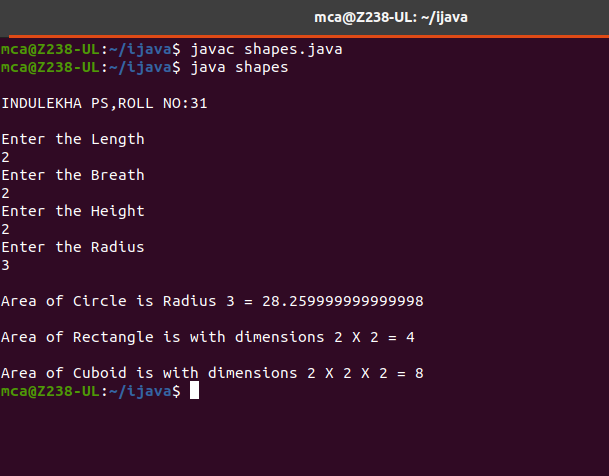 mca@Z238-UL: ~/ijava
mca@Z238-UL:~/ijava$ javac shapes.java
mca@Z238-UL:~/ijava$ java shapes
INDULEKHA PS,ROLL NO:31
Enter the Length
2
Enter the Breath
2
Enter the Height
2
Enter the Radius
3
Area of Circle is Radius 3 = 28.259999999999998
Area of Rectangle is with dimensions 2 X 2 = 4
Area of Cuboid is with dimensions 2 X 2 X 2 = 8
mca@Z238-UL:~/ijava$